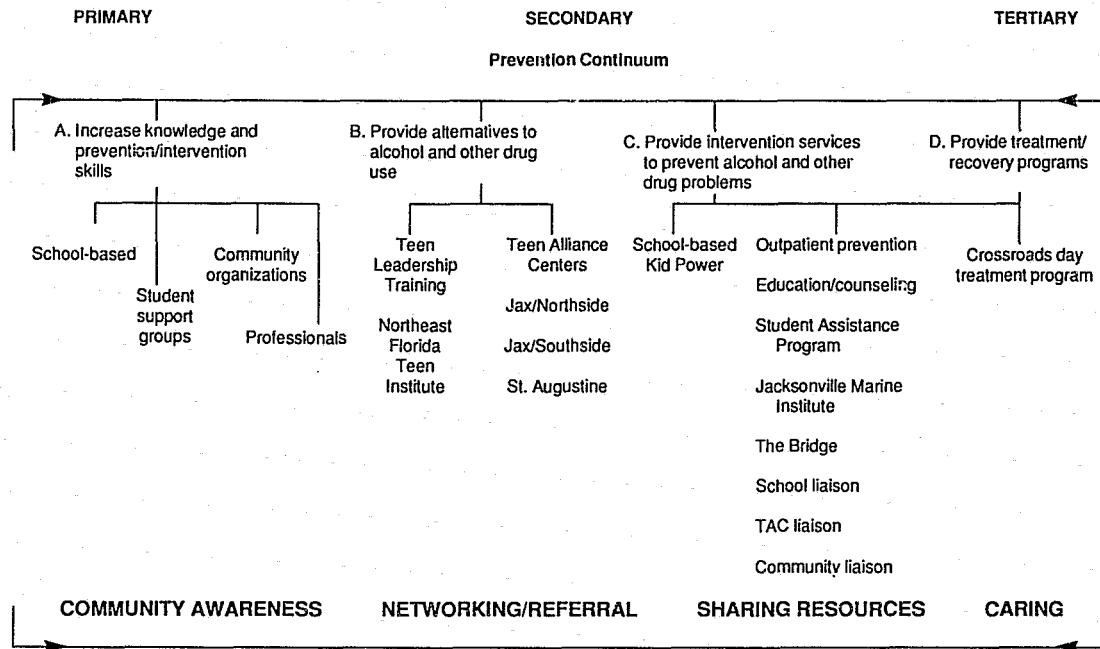 PRIMARY
SECONDARY
TERTIARY
Prevention Continuum
A. Increase knowledge and
prevention/intervention
skills
School-based
Student
support
groups
Community
organizations
Professionals
B. Provide alternatives to
alcohol and other drug
use
Teen
Leadership
Training
Northeast
Florida
Teen
Institute
Teen Alliance
Centers
Jax/Northside
Jax/Southside
St. Augustine
C. Provide intervention services
to prevent alcohol and other
drug problems
School-based
Kid Power
Outpatient prevention
Education/counseling
Student Assistance
Program
Jacksonville Marine
Institute
The Bridge
School liaison
TAC liaison
Community liaison
D. Provide treatment/
recovery programs
Crossroads day
treatment program
COMMUNITY AWARENESS
NETWORKING/REFERRAL
SHARING RESOURCES
CARING